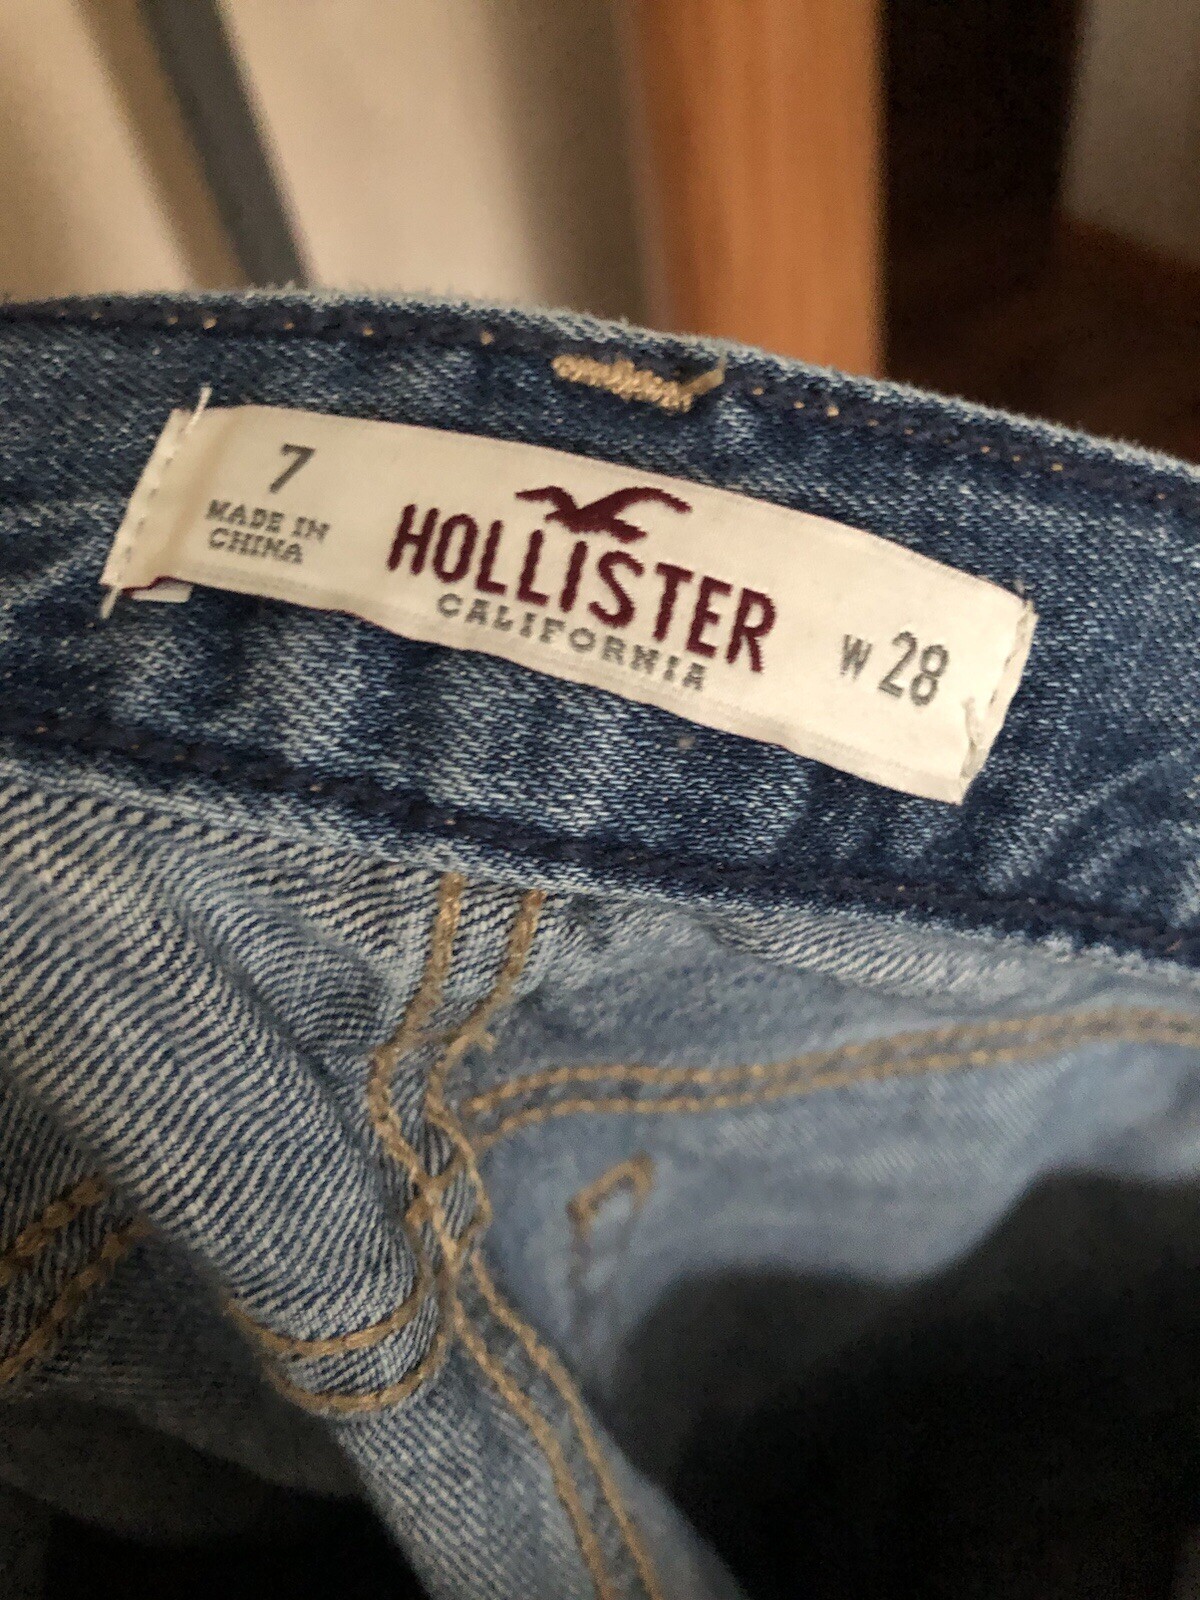 7
MADE IN
CHINA
HOLLISTER
CALIFORNIA
W 28